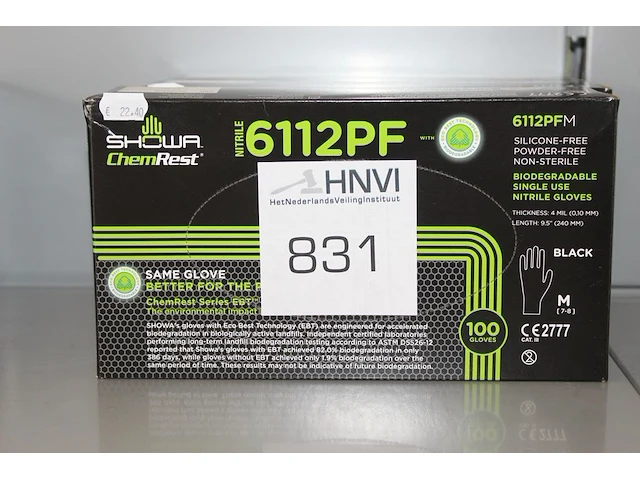 € 22.40
SHOWA
ChemRest®
NITRILE
6112PF
WITH
6112PFM
SILICONE-FREE
POWDER-FREE
NON-STERILE
BIODEGRADABLE
SINGLE USE
NITRILE GLOVES
THICKNESS: 4 MIL (0,10 MM)
LENGTH: 9.5" (240 MM)
HNVI
HetNederlandsVeilingInstituut
831
BLACK
M
[7-8]
SAME GLOVE
BETTER FOR THE
ChemRest Series EBT™
The environmental impact
SHOWA's gloves with Eco Best Technology (EBT) are engineered for accelerated
biodegradation in biologically active landfills. Independent certified laboratories
performing long-term landfill biodegradation testing according to ASTM D5526-12
reported that Showa's gloves with EBT achieved 82.0% biodegradation in only
386 days, while gloves without EBT achieved only 1.9% biodegradation over the
same period of time. These results may not be indicative of future biodegradation.
100
GLOVES
CE2777
CAT. III